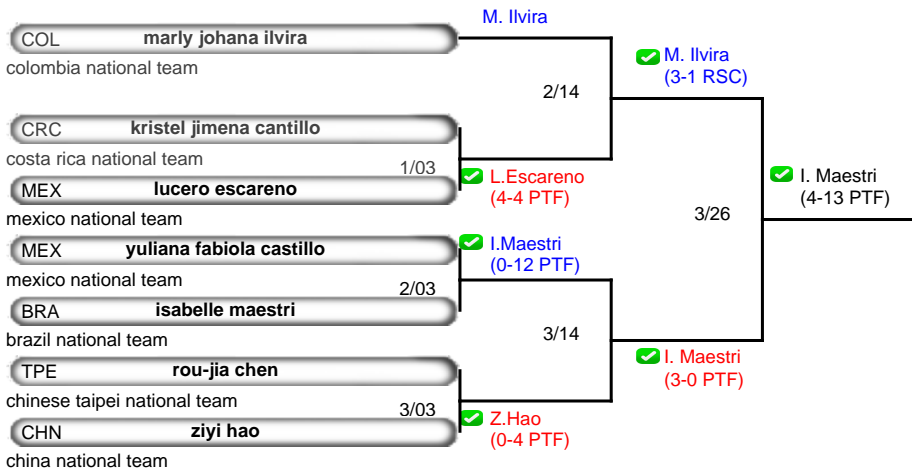 M. Ilvira
COL marly johana ilvira
colombia national team
M. Ilvira
(3-1 RSC)
2/14
CRC kristel jimena cantillo
costa rica national team
1/03
MEX lucero escareno
mexico national team
L.Escareno
(4-4 PTF)
I. Maestri
(4-13 PTF)
3/26
MEX yuliana fabiola castillo
mexico national team
I.Maestri
(0-12 PTF)
2/03
BRA isabelle maestri
brazil national team
3/14
TPE rou-jia chen
chinese taipei national team
I. Maestri
(3-0 PTF)
3/03
CHN ziyi hao
china national team
Z.Hao
(0-4 PTF)